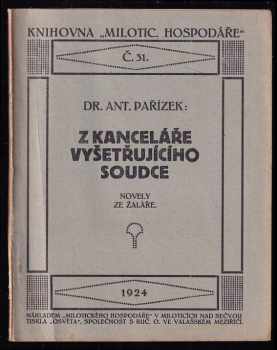 KNIHOVNA „MILOTIC. HOSPODÁŘE“
Č. 31.
DR. ANT. PAŘÍZEK:
Z KANCELÁŘE
VYŠETŘUJÍCÍHO
SOUDCE
NOVELY
ZE ŽALÁŘE.
1924
NÁKLADEM „MILOTICKÉHO HOSPODÁŘE“ V MILOTICÍCH NAD BEČVOU
TISKLA „OSVĚTA“, SPOLEČNOST S RUČ. O. VE VALAŠSKÉM MEZIŘÍČÍ.